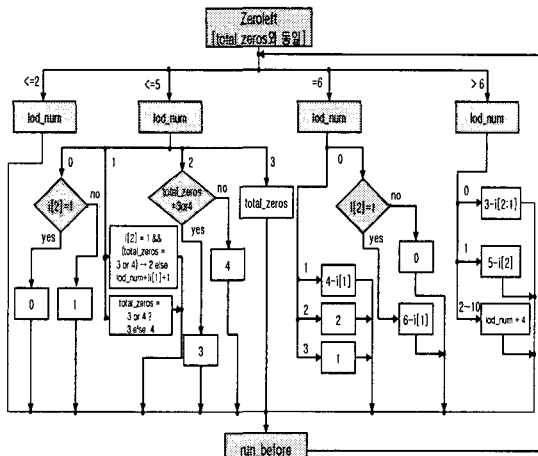 Zeroleft
[total_zeros와 동일]
<=2
<=5
=6
>6
lod_num
lod_num
lod_num
lod_num
0
1
2
3
0
i[2]=1
no
yes
total_zeros
=3or4
no
yes
total_zeros
i[2]=1
no
yes
0
3-i[2:1]
i[2] = 1 &&
(total_zeros =
3 or 4) → 2 else
lod_num+!i[1]+1
4
0
1
5-i[2]
1
4-i[1]
0
1
total_zeros =
3 or 4 ?
3 else 4
2
2
6-i[1]
2~10
lod_num + 4
3
3
1
run_before